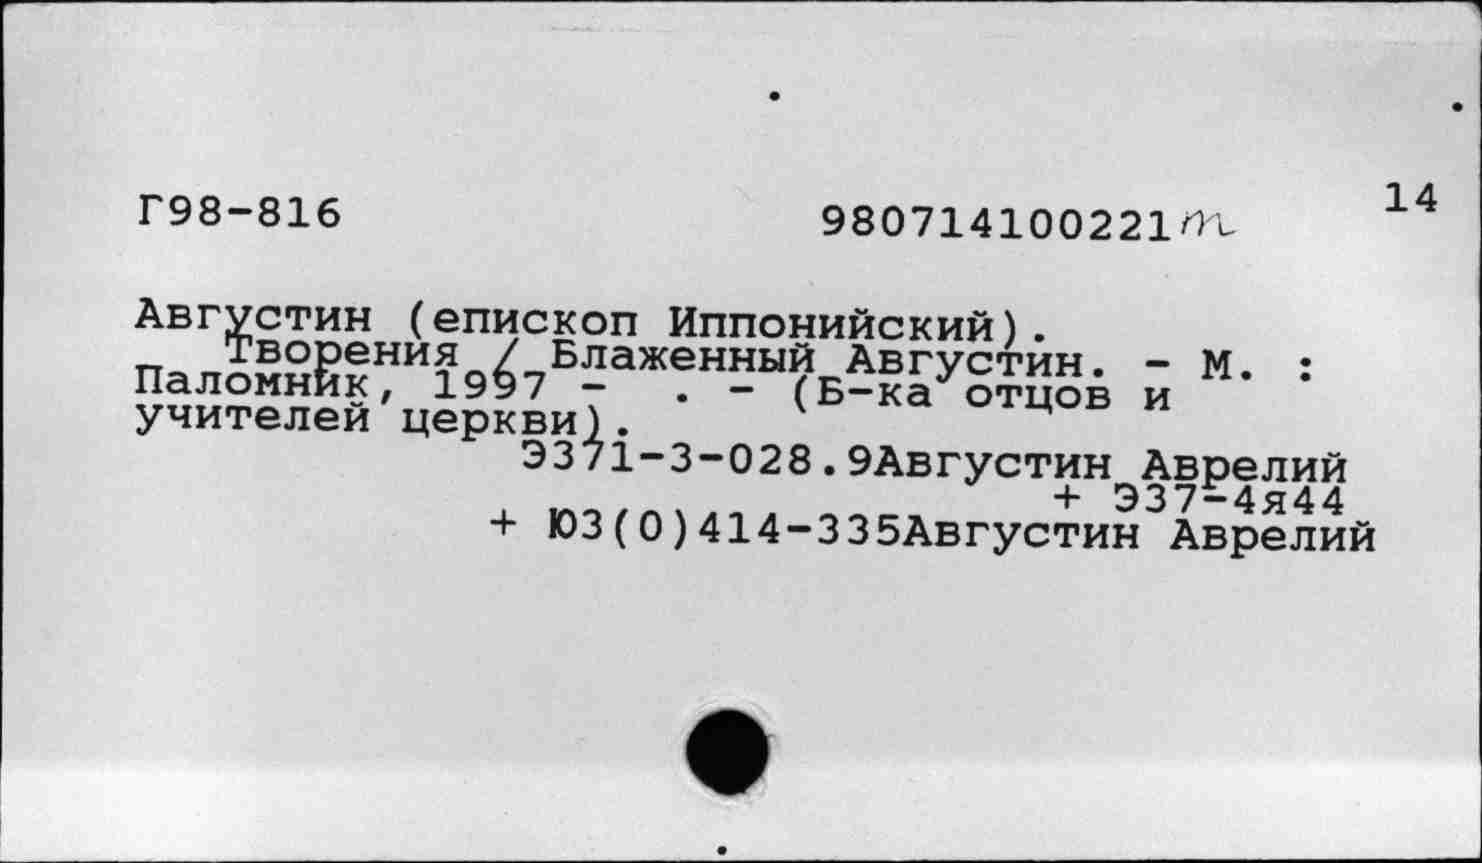 14
Г98-816 980714100221т
Августин (епископ Иппонийский).
Творения / Блаженный Августин. - М. :
Паломник, 1997 - . - (Б-ка отцов и
учителей церкви).
Э371-3-028.9Августин Аврелий
+ Э37-4я44
+ Ю3(0)414-335Августин Аврелий